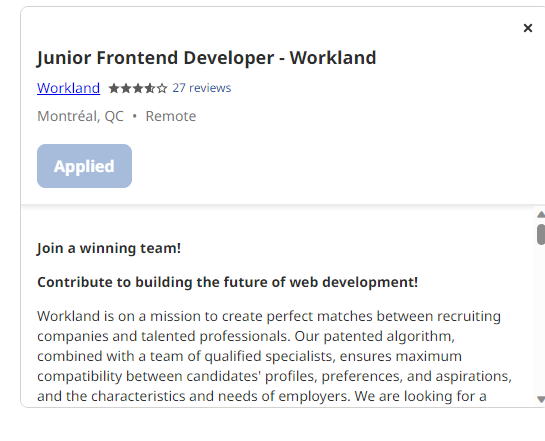 Junior Frontend Developer - Workland
Workland ★★★★☆ 27 reviews
Montréal, QC • Remote
Applied
Join a winning team!
Contribute to building the future of web development!
Workland is on a mission to create perfect matches between recruiting
companies and talented professionals. Our patented algorithm,
combined with a team of qualified specialists, ensures maximum
compatibility between candidates' profiles, preferences, and aspirations,
and the characteristics and needs of employers. We are looking for a